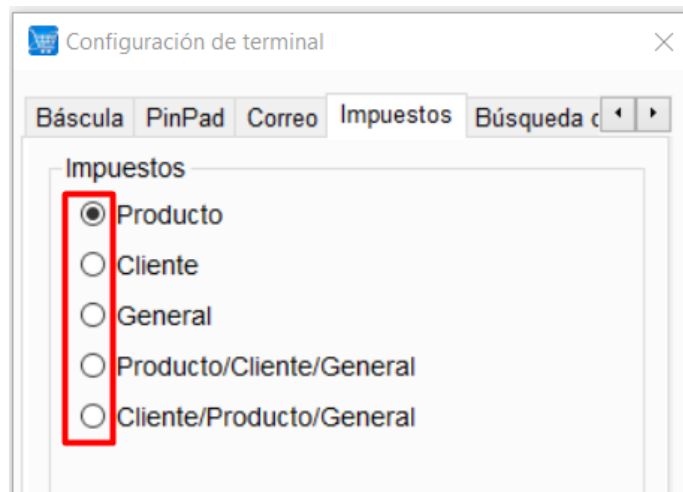 Configuración de terminal
Báscula PinPad Correo Impuestos Búsqueda
Impuestos
Producto
Cliente
General
Producto/Cliente/General
Cliente/Producto/General